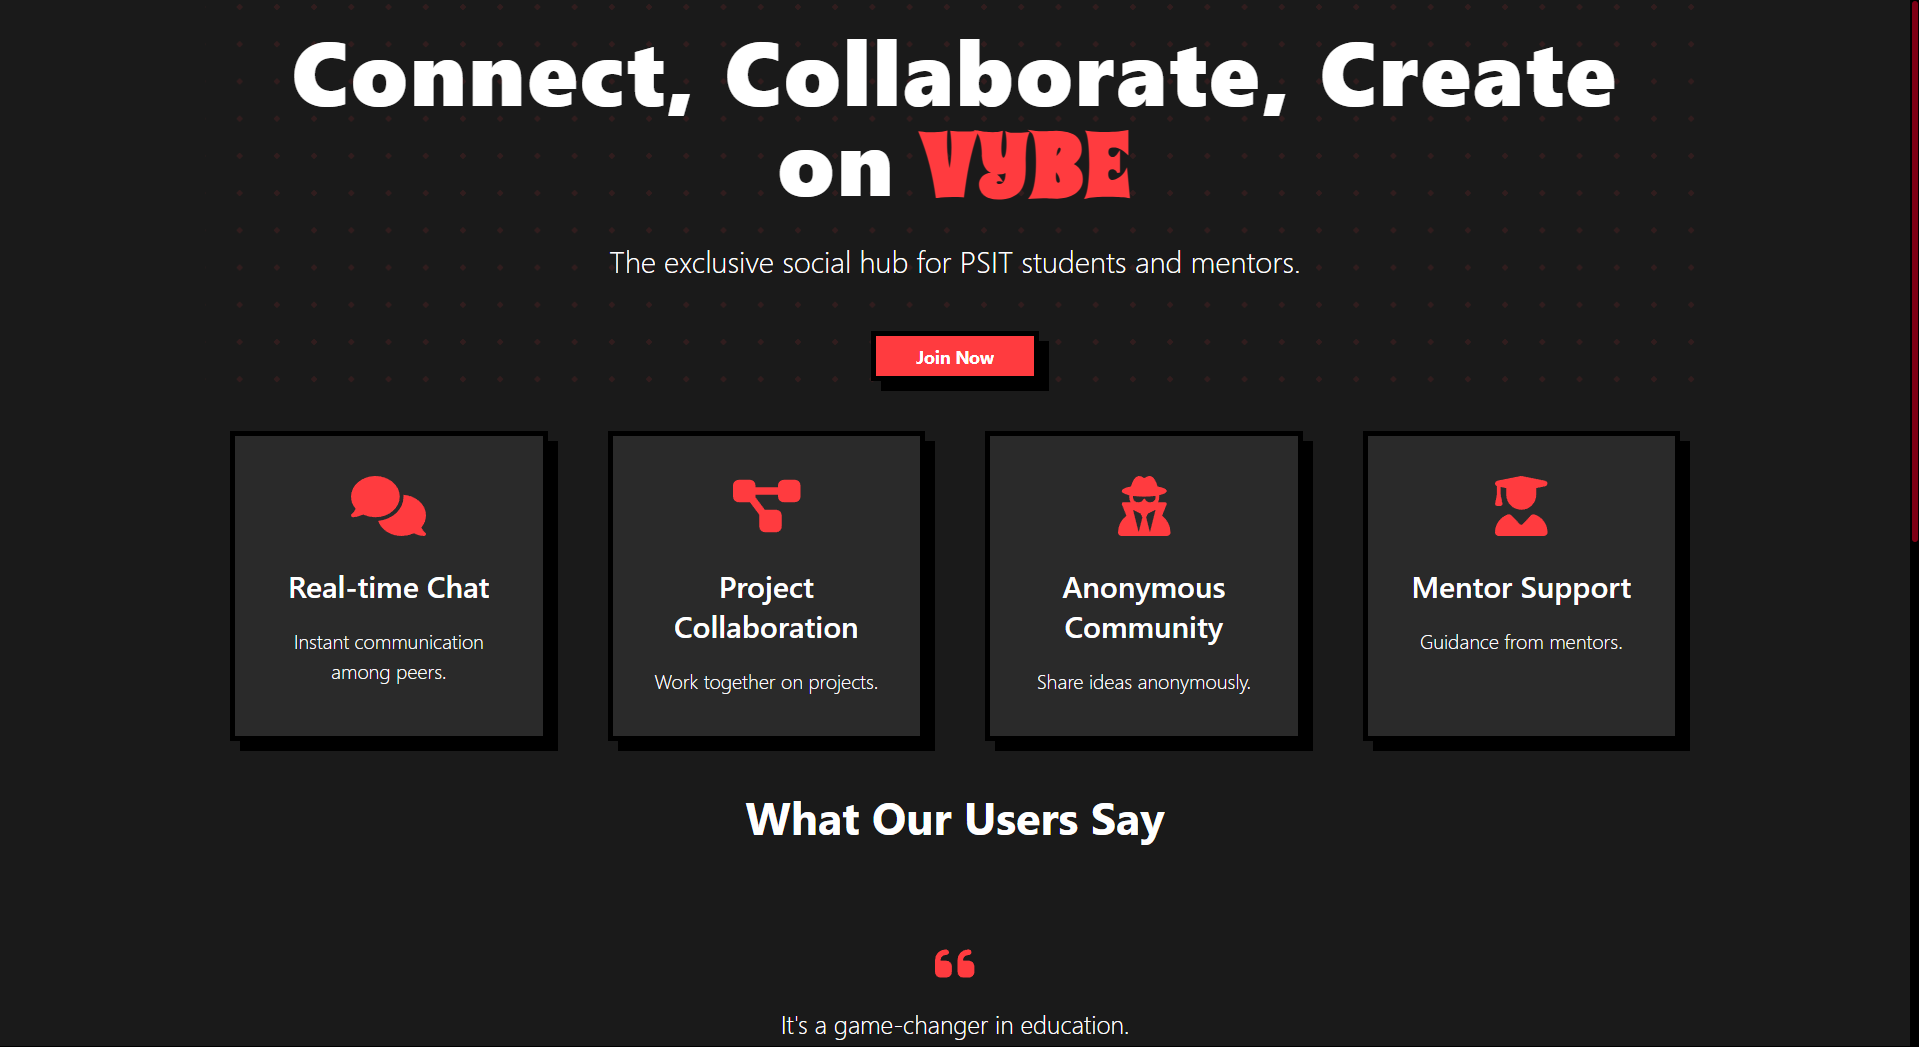 Connect, Collaborate, Create
on VYBE
The exclusive social hub for PSIT students and mentors.
Join Now
Real-time Chat
Instant communication
among peers.
Project
Collaboration
Work together on projects.
Anonymous
Community
Share ideas anonymously.
Mentor Support
Guidance from mentors.
What Our Users Say
It's a game-changer in education.